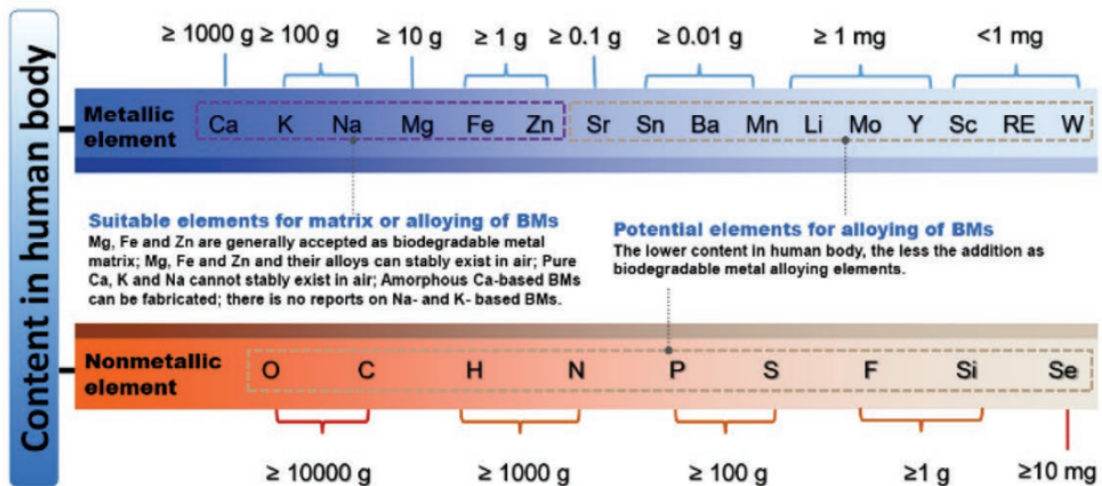 Content in human body
≥ 1000 g ≥ 100 g ≥ 10 g ≥ 1 g ≥ 0.1 g ≥ 0.01 g ≥ 1 mg <1 mg
Metallic
element
Ca K Na Mg Fe Zn Sr Sn Ba Mn Li Mo Y Sc RE W
Suitable elements for matrix or alloying of BMs
Mg, Fe and Zn are generally accepted as biodegradable metal
matrix; Mg, Fe and Zn and their alloys can stably exist in air; Pure
Ca, K and Na cannot stably exist in air; Amorphous Ca-based BMs
can be fabricated; there is no reports on Na- and K- based BMs.
Potential elements for alloying of BMs
The lower content in human body, the less the addition as
biodegradable metal alloying elements.
Nonmetallic
element
O C H N P S F Si Se
≥ 10000 g ≥ 1000 g ≥ 100 g ≥1 g ≥10 mg